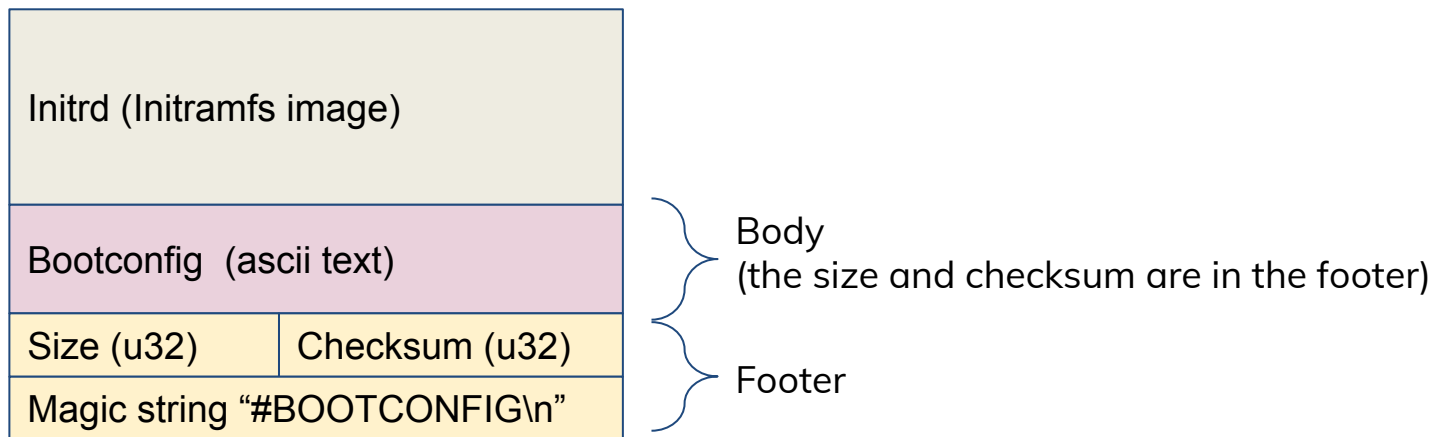 Initrd (Initramfs image)
Bootconfig  (ascii text)
Body
(the size and checksum are in the footer)
Size (u32)
Checksum (u32)
Footer
Magic string “#BOOTCONFIG\n”